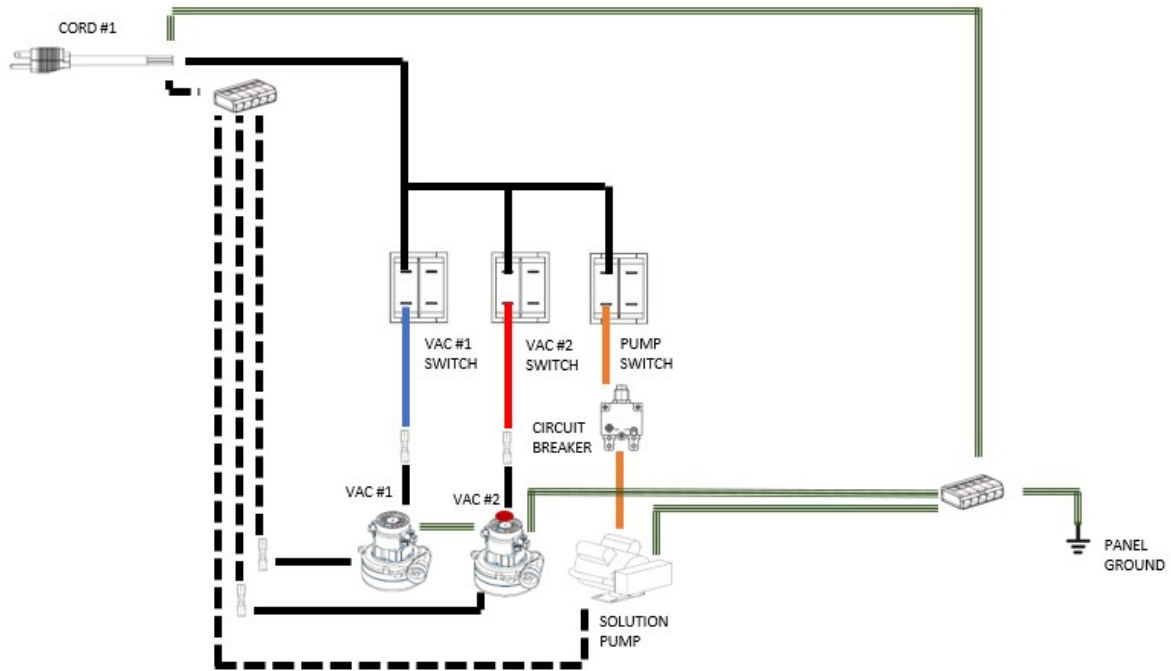 CORD #1
VAC #1
SWITCH
VAC #2
SWITCH
PUMP
SWITCH
CIRCUIT
BREAKER
VAC #1
VAC #2
SOLUTION
PUMP
PANEL
GROUND